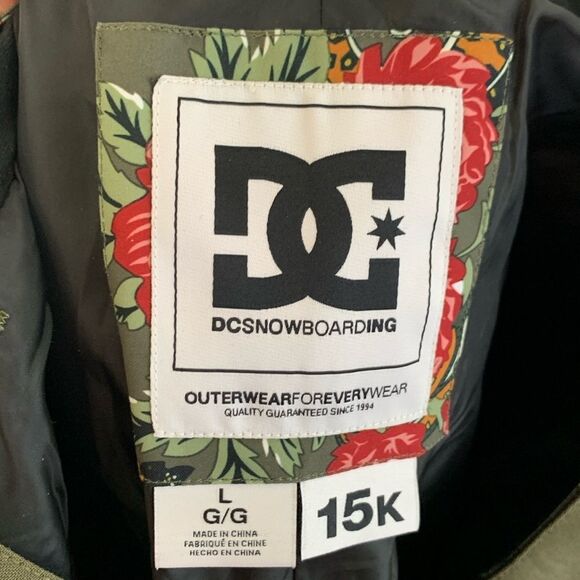 DC
DCSNOWBOARDING
OUTERWEARFOREVERYWEAR
QUALITY GUARANTEED SINCE 1994
L
G/G
MADE IN CHINA
FABRIQUÉ EN CHINE
HECHO EN CHINA
15K